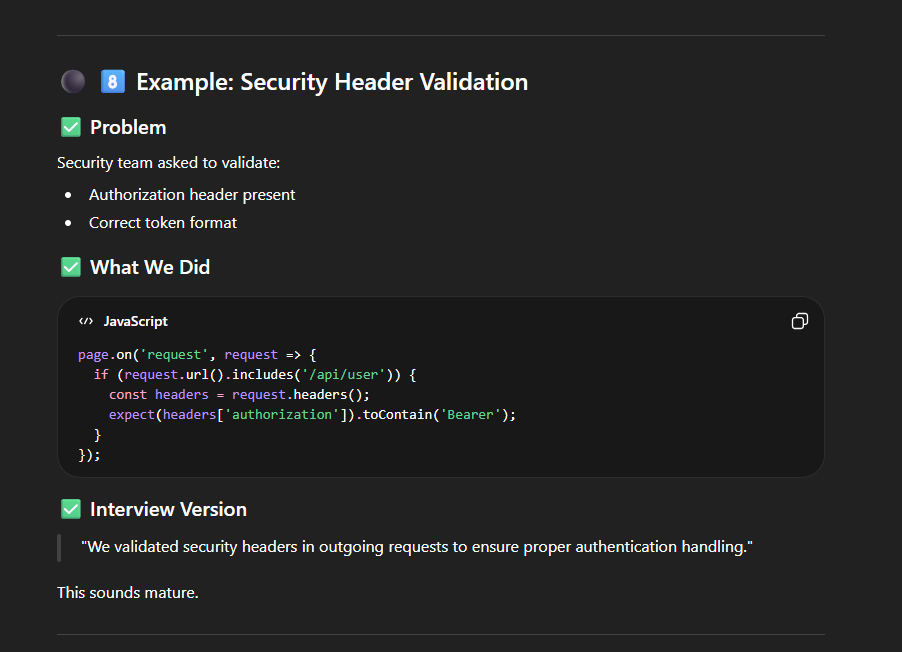 8 Example: Security Header Validation
Problem
Security team asked to validate:
• Authorization header present
• Correct token format
What We Did
</> JavaScript
page.on('request', request => {
  if (request.url().includes('/api/user')) {
    const headers = request.headers();
    expect(headers['authorization']).toContain('Bearer');
  }
});
Interview Version
"We validated security headers in outgoing requests to ensure proper authentication handling."
This sounds mature.